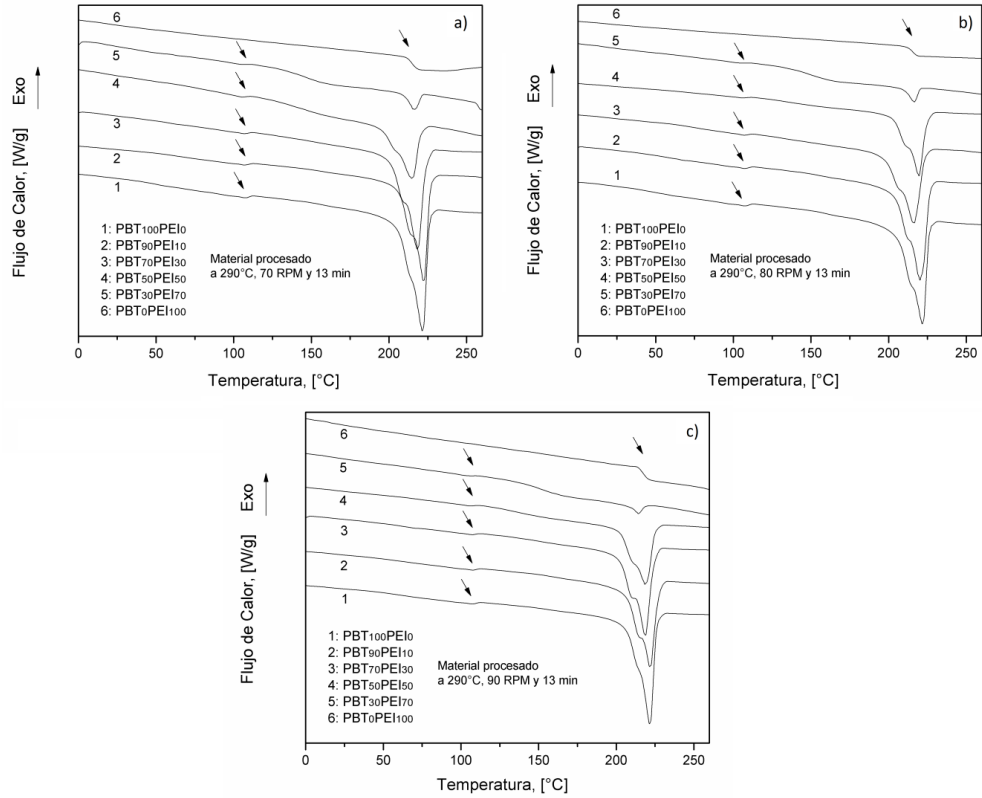 a)
6
5
4
3
2
1
Flujo de Calor, [W/g] Exo
1: PBT100PEI0
2: PBT90PEI10
3: PBT70PEI30
4: PBT50PEI50
5: PBT30PEI70
6: PBT0PEI100
Material procesado
a 290°C, 70 RPM y 13 min
0 50 100 150 200 250
Temperatura, [°C]
b)
6
5
4
3
2
1
Flujo de Calor, [W/g] Exo
1: PBT100PEI0
2: PBT90PEI10
3: PBT70PEI30
4: PBT50PEI50
5: PBT30PEI70
6: PBT0PEI100
Material procesado
a 290°C, 80 RPM y 13 min
0 50 100 150 200 250
Temperatura, [°C]
c)
6
5
4
3
2
1
Flujo de Calor, [W/g] Exo
1: PBT100PEI0
2: PBT90PEI10
3: PBT70PEI30
4: PBT50PEI50
5: PBT30PEI70
6: PBT0PEI100
Material procesado
a 290°C, 90 RPM y 13 min
0 50 100 150 200 250
Temperatura, [°C]